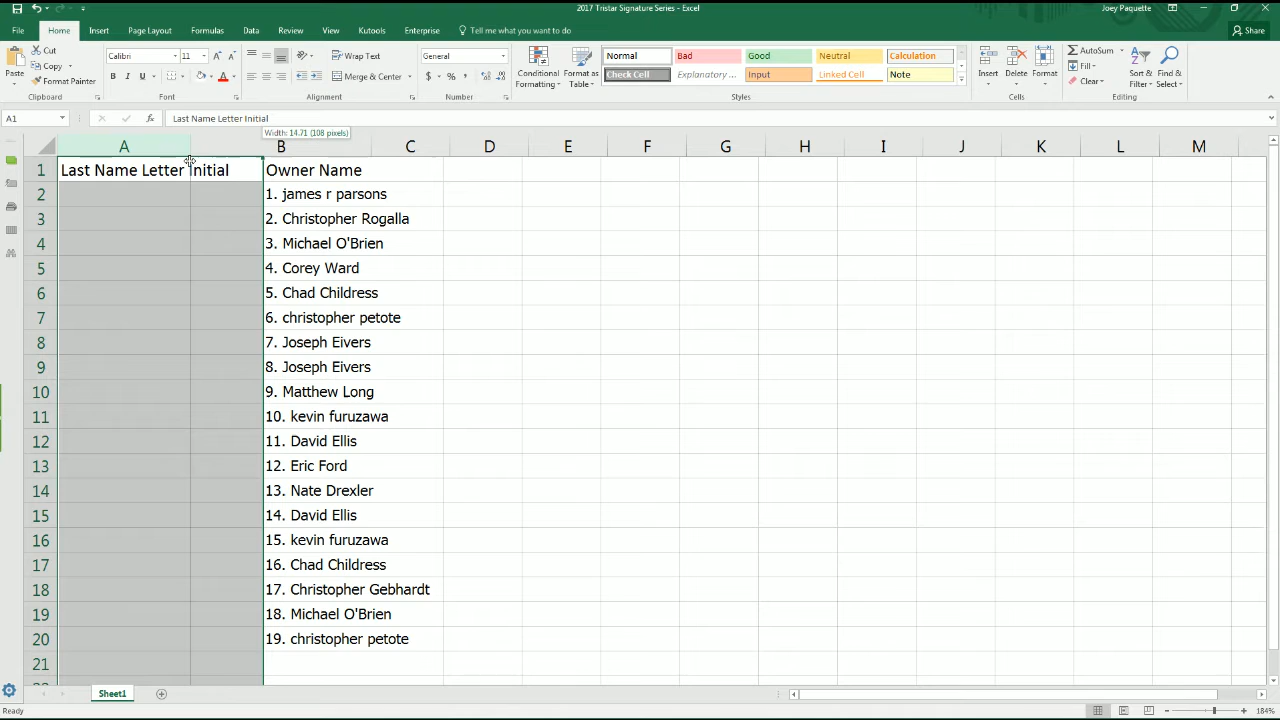 2017 Tristar Signature Series - Excel
Joey Paquette
File Home Insert Page Layout Formulas Data Review View Kutools Enterprise Tell me what you want to do Share
Paste Cut Copy Format Painter Clipboard
Calibri 11 B I U A Font
Wrap Text Merge & Center Alignment
General $ % Number
Conditional Formatting Format as Table
Normal Bad Good Neutral Calculation
Check Cell Explanatory ... Input Linked Cell Note
Styles
Insert Delete Format Cells
AutoSum Fill Clear Sort & Filter Find & Select Editing
A1 fx Last Name Letter Initial
Width: 14.71 (108 pixels)
A B C D E F G H I J K L M
1 Last Name Letter Initial Owner Name
2 1. james r parsons
3 2. Christopher Rogalla
4 3. Michael O'Brien
5 4. Corey Ward
6 5. Chad Childress
7 6. christopher petote
8 7. Joseph Eivers
9 8. Joseph Eivers
10 9. Matthew Long
11 10. kevin furuzawa
12 11. David Ellis
13 12. Eric Ford
14 13. Nate Drexler
15 14. David Ellis
16 15. kevin furuzawa
17 16. Chad Childress
18 17. Christopher Gebhardt
19 18. Michael O'Brien
20 19. christopher petote
21
Sheet1
Ready 184%